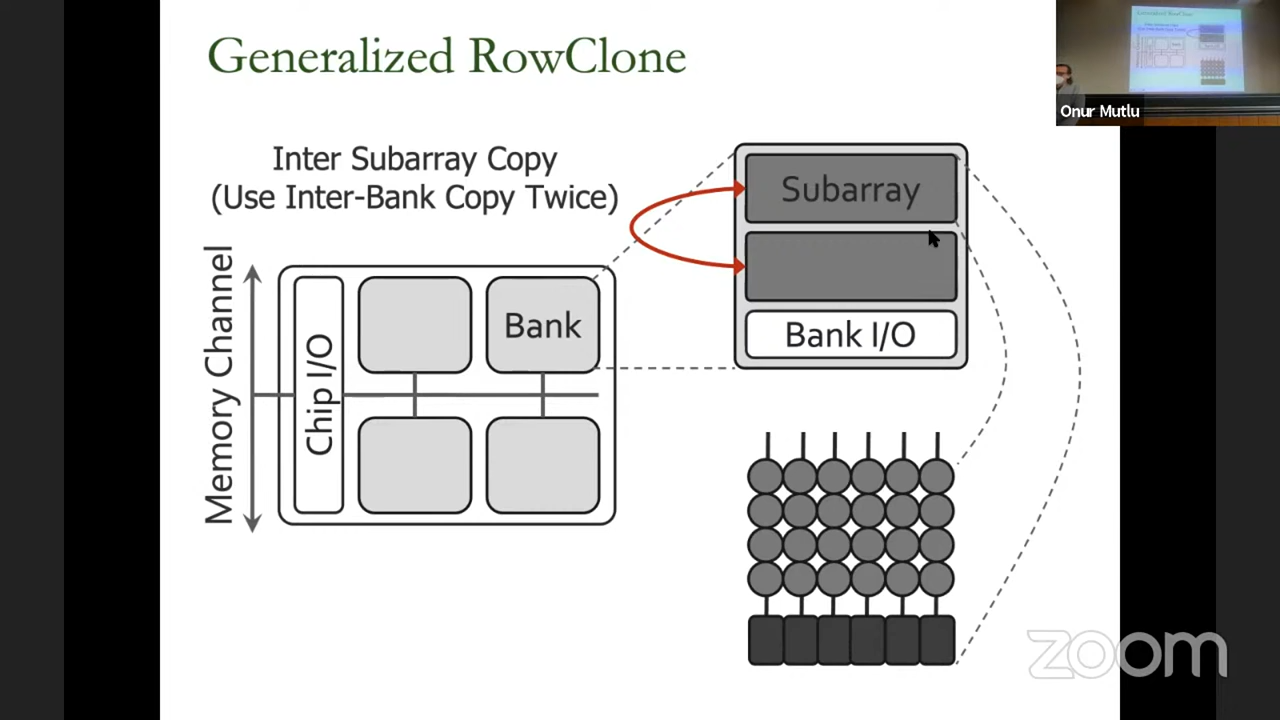 Generalized RowClone
Onur Mutlu
Inter Subarray Copy
(Use Inter-Bank Copy Twice)
Memory Channel
Chip I/O
Bank
Subarray
Bank I/O
zoom